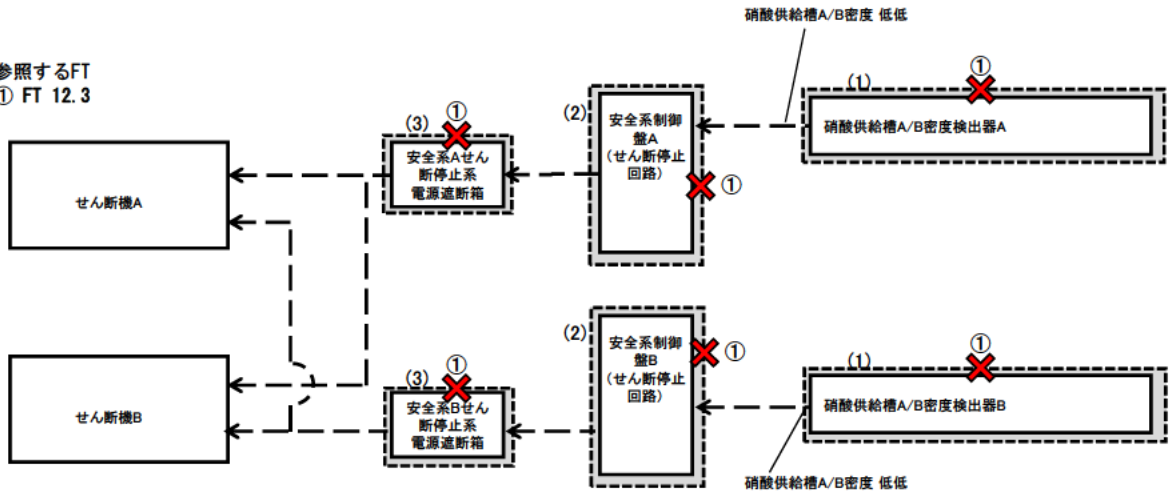 硝酸供給槽A/B密度 低低
参照するFT
① FT 12.3
(1)
①
硝酸供給槽A/B密度検出器A
(2)
安全系制御
盤A
(せん断停止
回路)
①
(3)
①
安全系Aせん
断停止系
電源遮断箱
せん断機A
せん断機B
(3)
①
安全系Bせん
断停止系
電源遮断箱
(2)
安全系制御
盤B
(せん断停止
回路)
①
(1)
①
硝酸供給槽A/B密度検出器B
硝酸供給槽A/B密度 低低